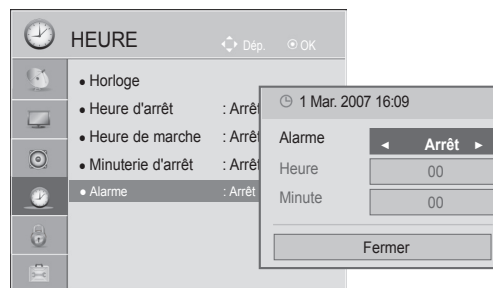 HEURE
Dép. OK
● Horloge
● Heure d'arrêt : Arrêt
● Heure de marche : Arrêt
● Minuterie d'arrêt : Arrêt
● Alarme : Arrêt
1 Mar. 2007 16:09
Alarme ◄ Arrêt ►
Heure 00
Minute 00
Fermer